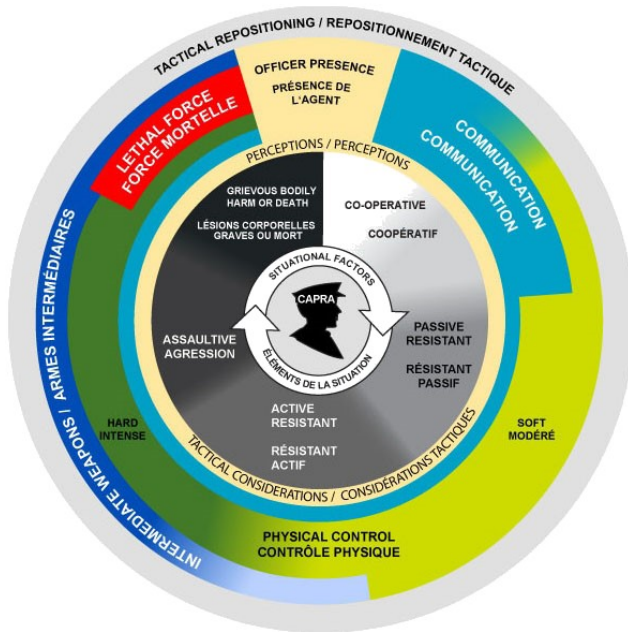 TACTICAL REPOSITIONING / REPOSITIONNEMENT TACTIQUE
OFFICER PRESENCE
PRÉSENCE DE
L'AGENT
LETHAL FORCE
FORCE MORTELLE
COMMUNICATION
COMMUNICATION
PERCEPTIONS / PERCEPTIONS
GRIEVOUS BODILY
HARM OR DEATH
LÉSIONS CORPORELLES
GRAVES OU MORT
CO-OPERATIVE
COOPÉRATIF
SITUATIONAL FACTORS
CAPRA
ÉLÉMENTS DE LA SITUATION
ASSAULTIVE
AGRESSION
PASSIVE
RESISTANT
RÉSISTANT
PASSIF
ACTIVE
RESISTANT
RÉSISTANT
ACTIF
TACTICAL CONSIDERATIONS / CONSIDÉRATIONS TACTIQUES
HARD
INTENSE
SOFT
MODÉRÉ
PHYSICAL CONTROL
CONTRÔLE PHYSIQUE
INTERMEDIATE WEAPONS / ARMES INTERMÉDIAIRES